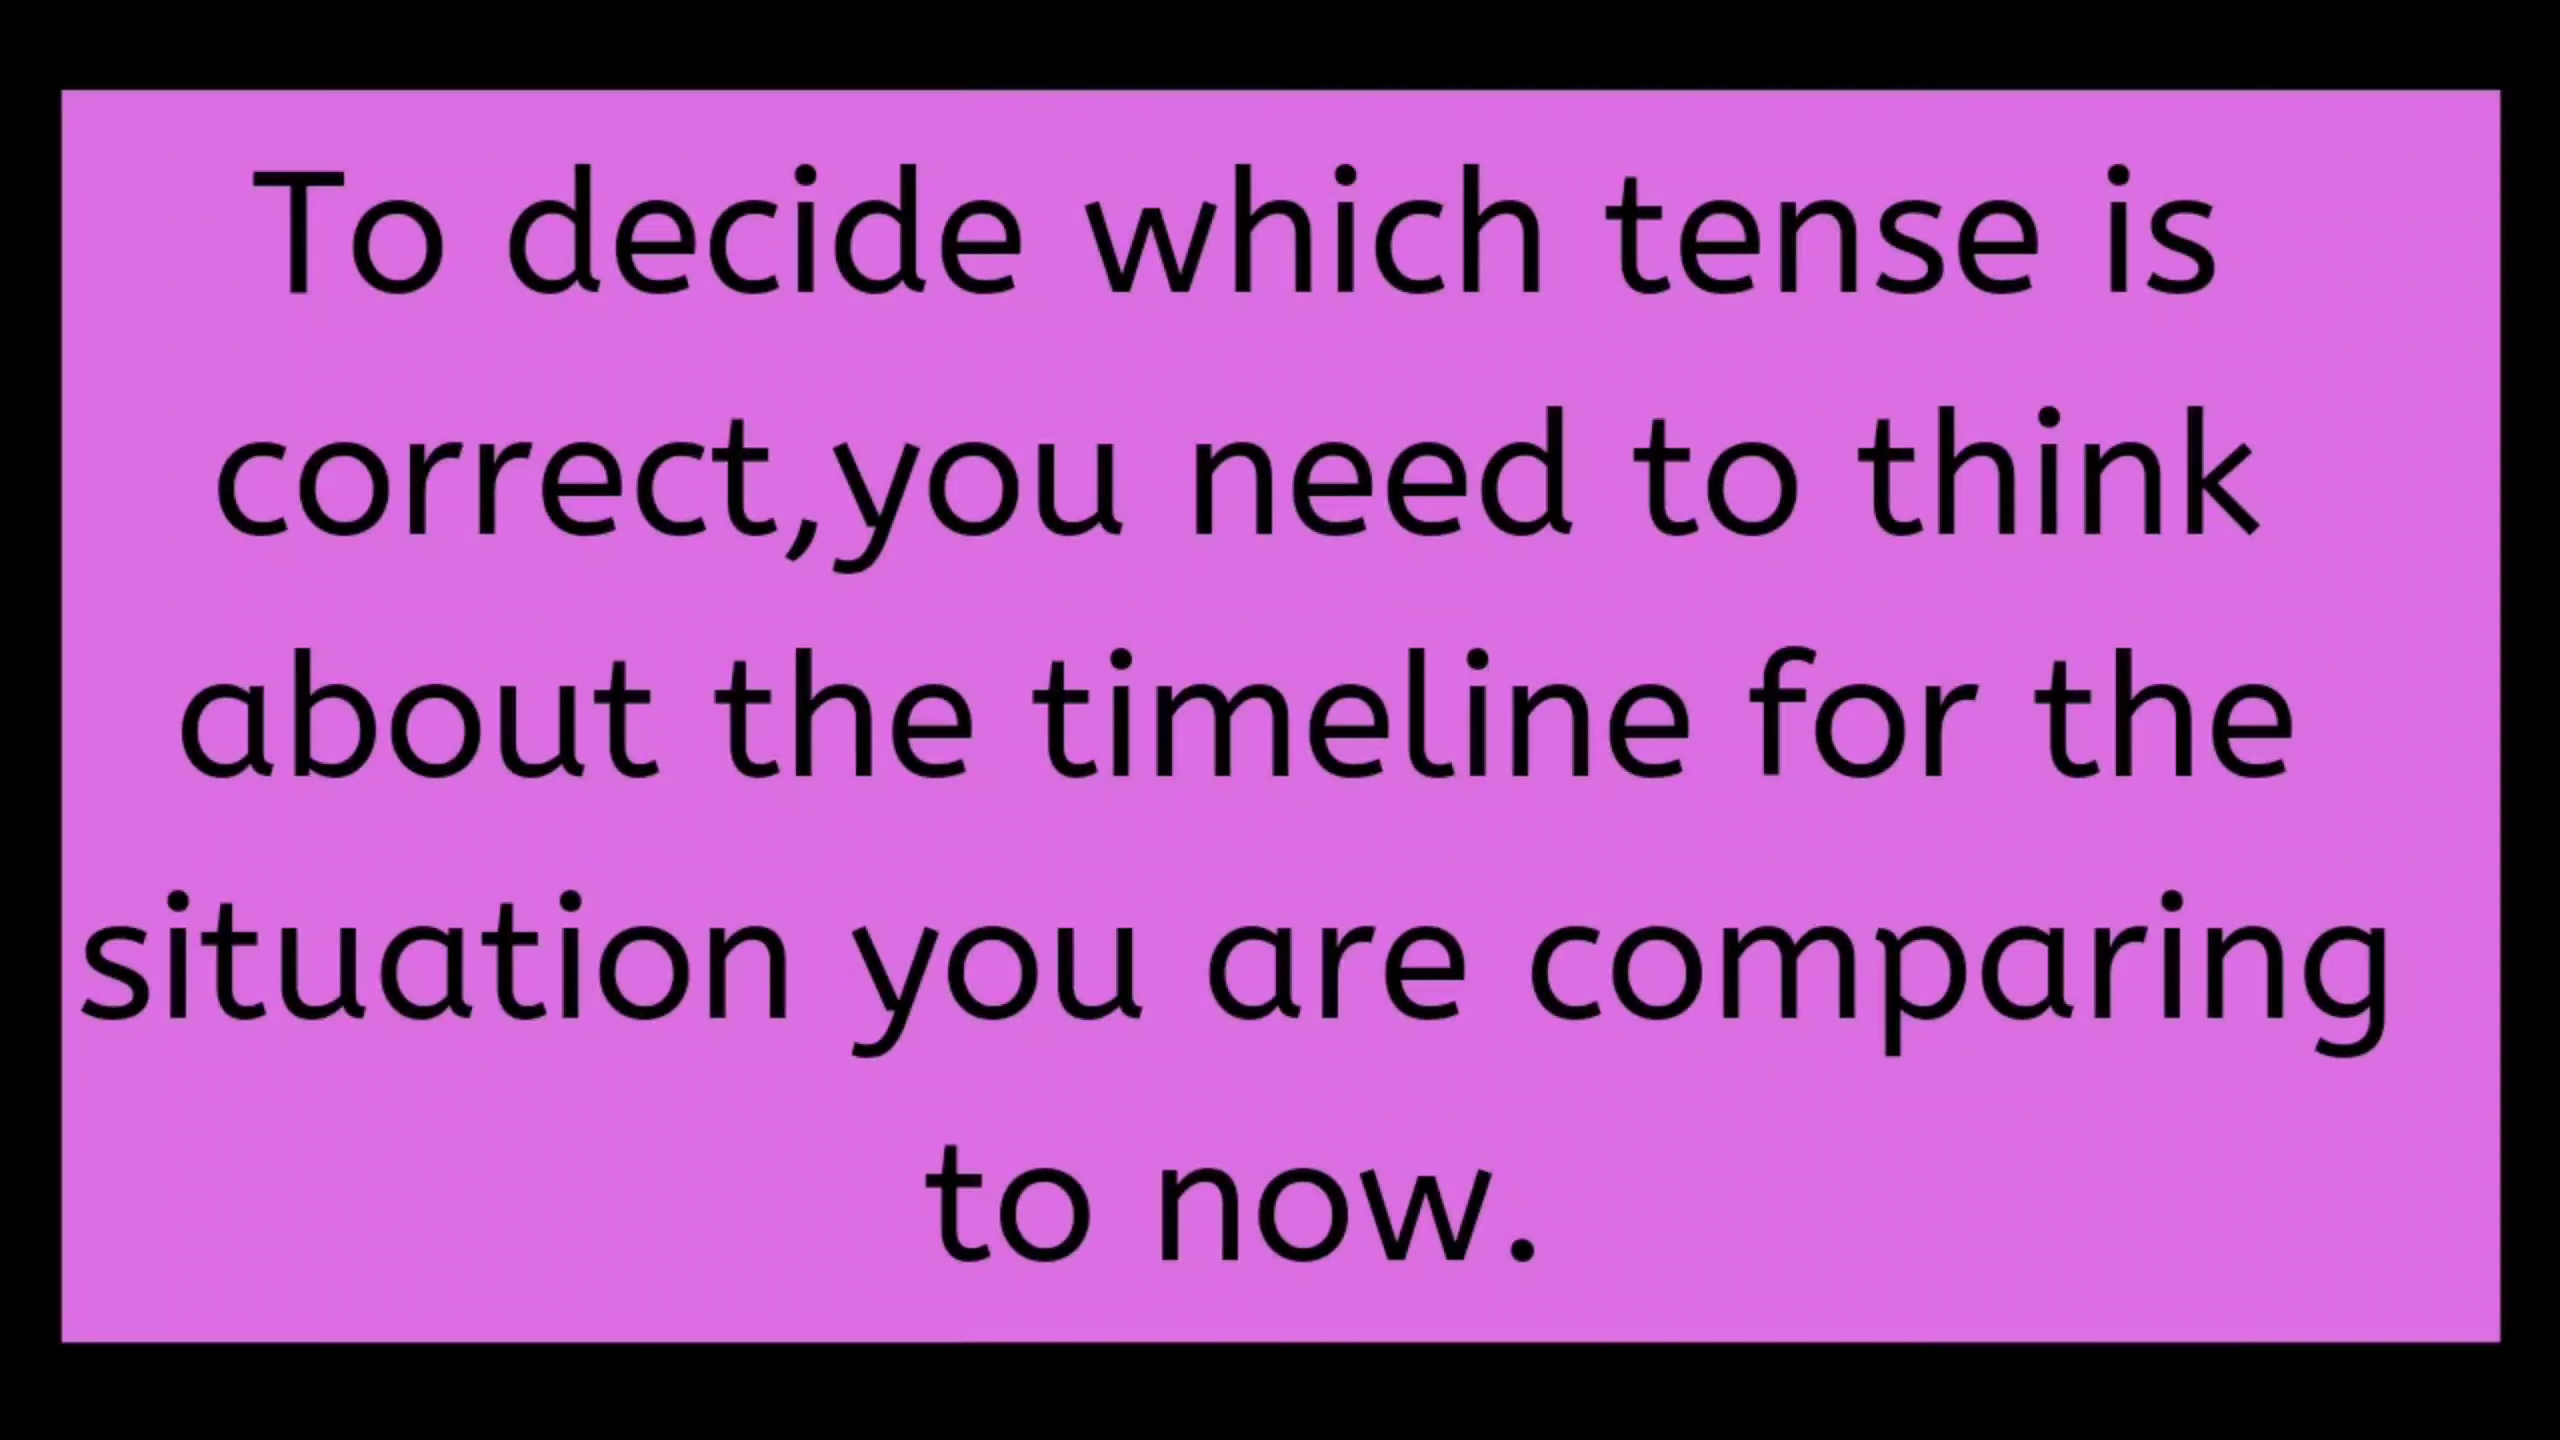 To decide which tense is
correct,you need to think
about the timeline for the
situation you are comparing
to now.